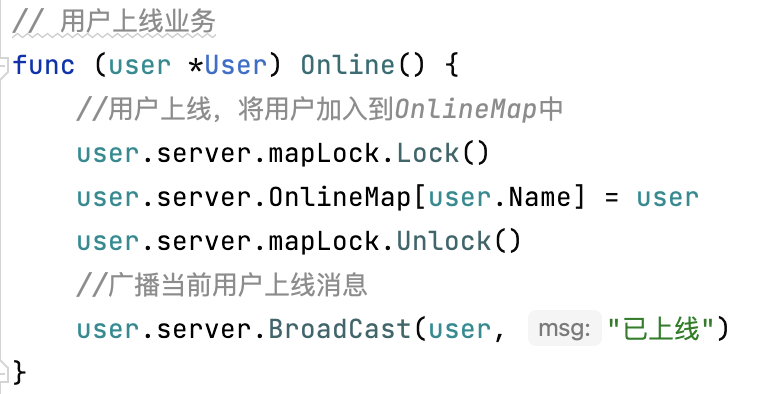 // 用户上线业务
func (user *User) Online() {
    //用户上线，将用户加入到OnlineMap中
    user.server.mapLock.Lock()
    user.server.OnlineMap[user.Name] = user
    user.server.mapLock.Unlock()
    //广播当前用户上线消息
    user.server.BroadCast(user, msg: "已上线")
}